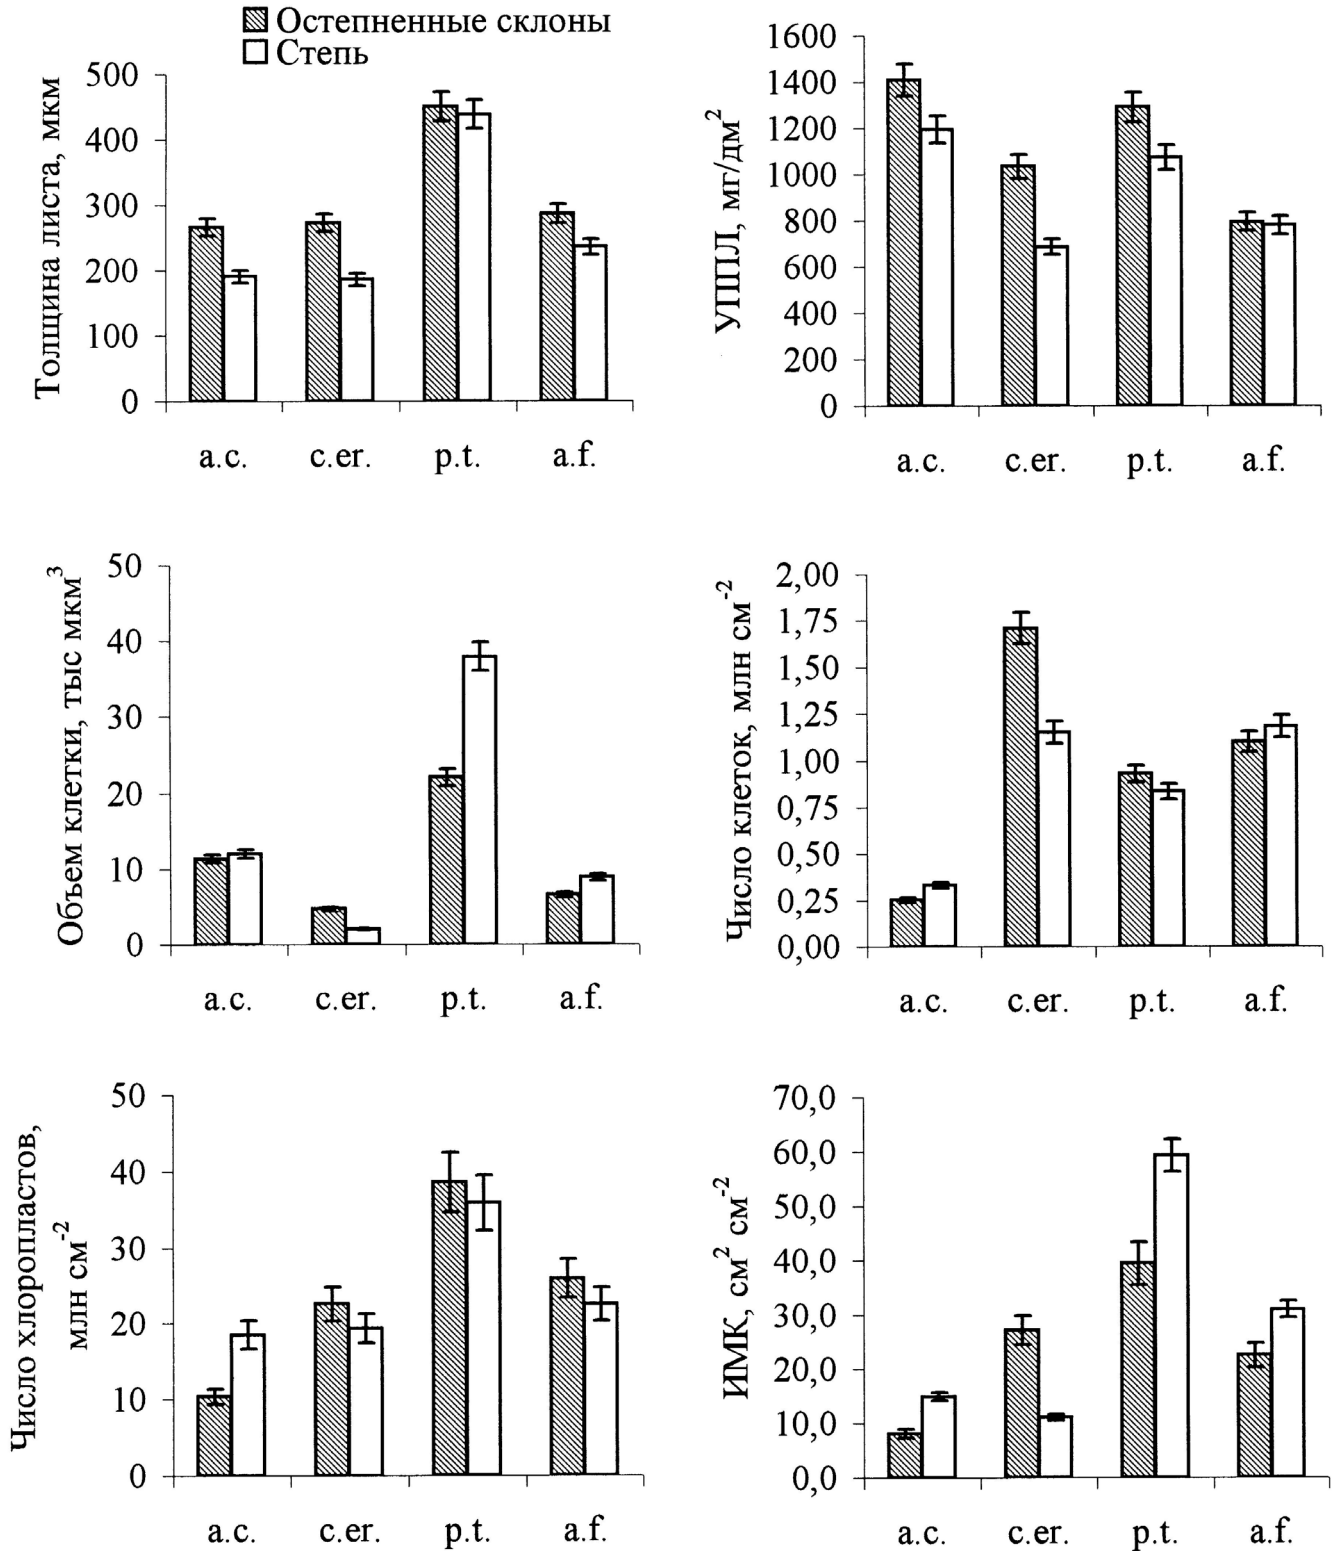 Остепненные склоны
Степь
Толщина листа, мкм
500
400
300
200
100
0
a.c. c.er. p.t. a.f.
УППЛ, мг/дм²
1600
1400
1200
1000
800
600
400
200
0
a.c. c.er. p.t. a.f.
Объем клетки, тыс мкм³
50
40
30
20
10
0
a.c. c.er. p.t. a.f.
Число клеток, млн см⁻²
2,00
1,75
1,50
1,25
1,00
0,75
0,50
0,25
0,00
a.c. c.er. p.t. a.f.
Число хлоропластов,
млн см⁻²
50
40
30
20
10
0
a.c. c.er. p.t. a.f.
ИМК, см² см⁻²
70,0
60,0
50,0
40,0
30,0
20,0
10,0
0,0
a.c. c.er. p.t. a.f.